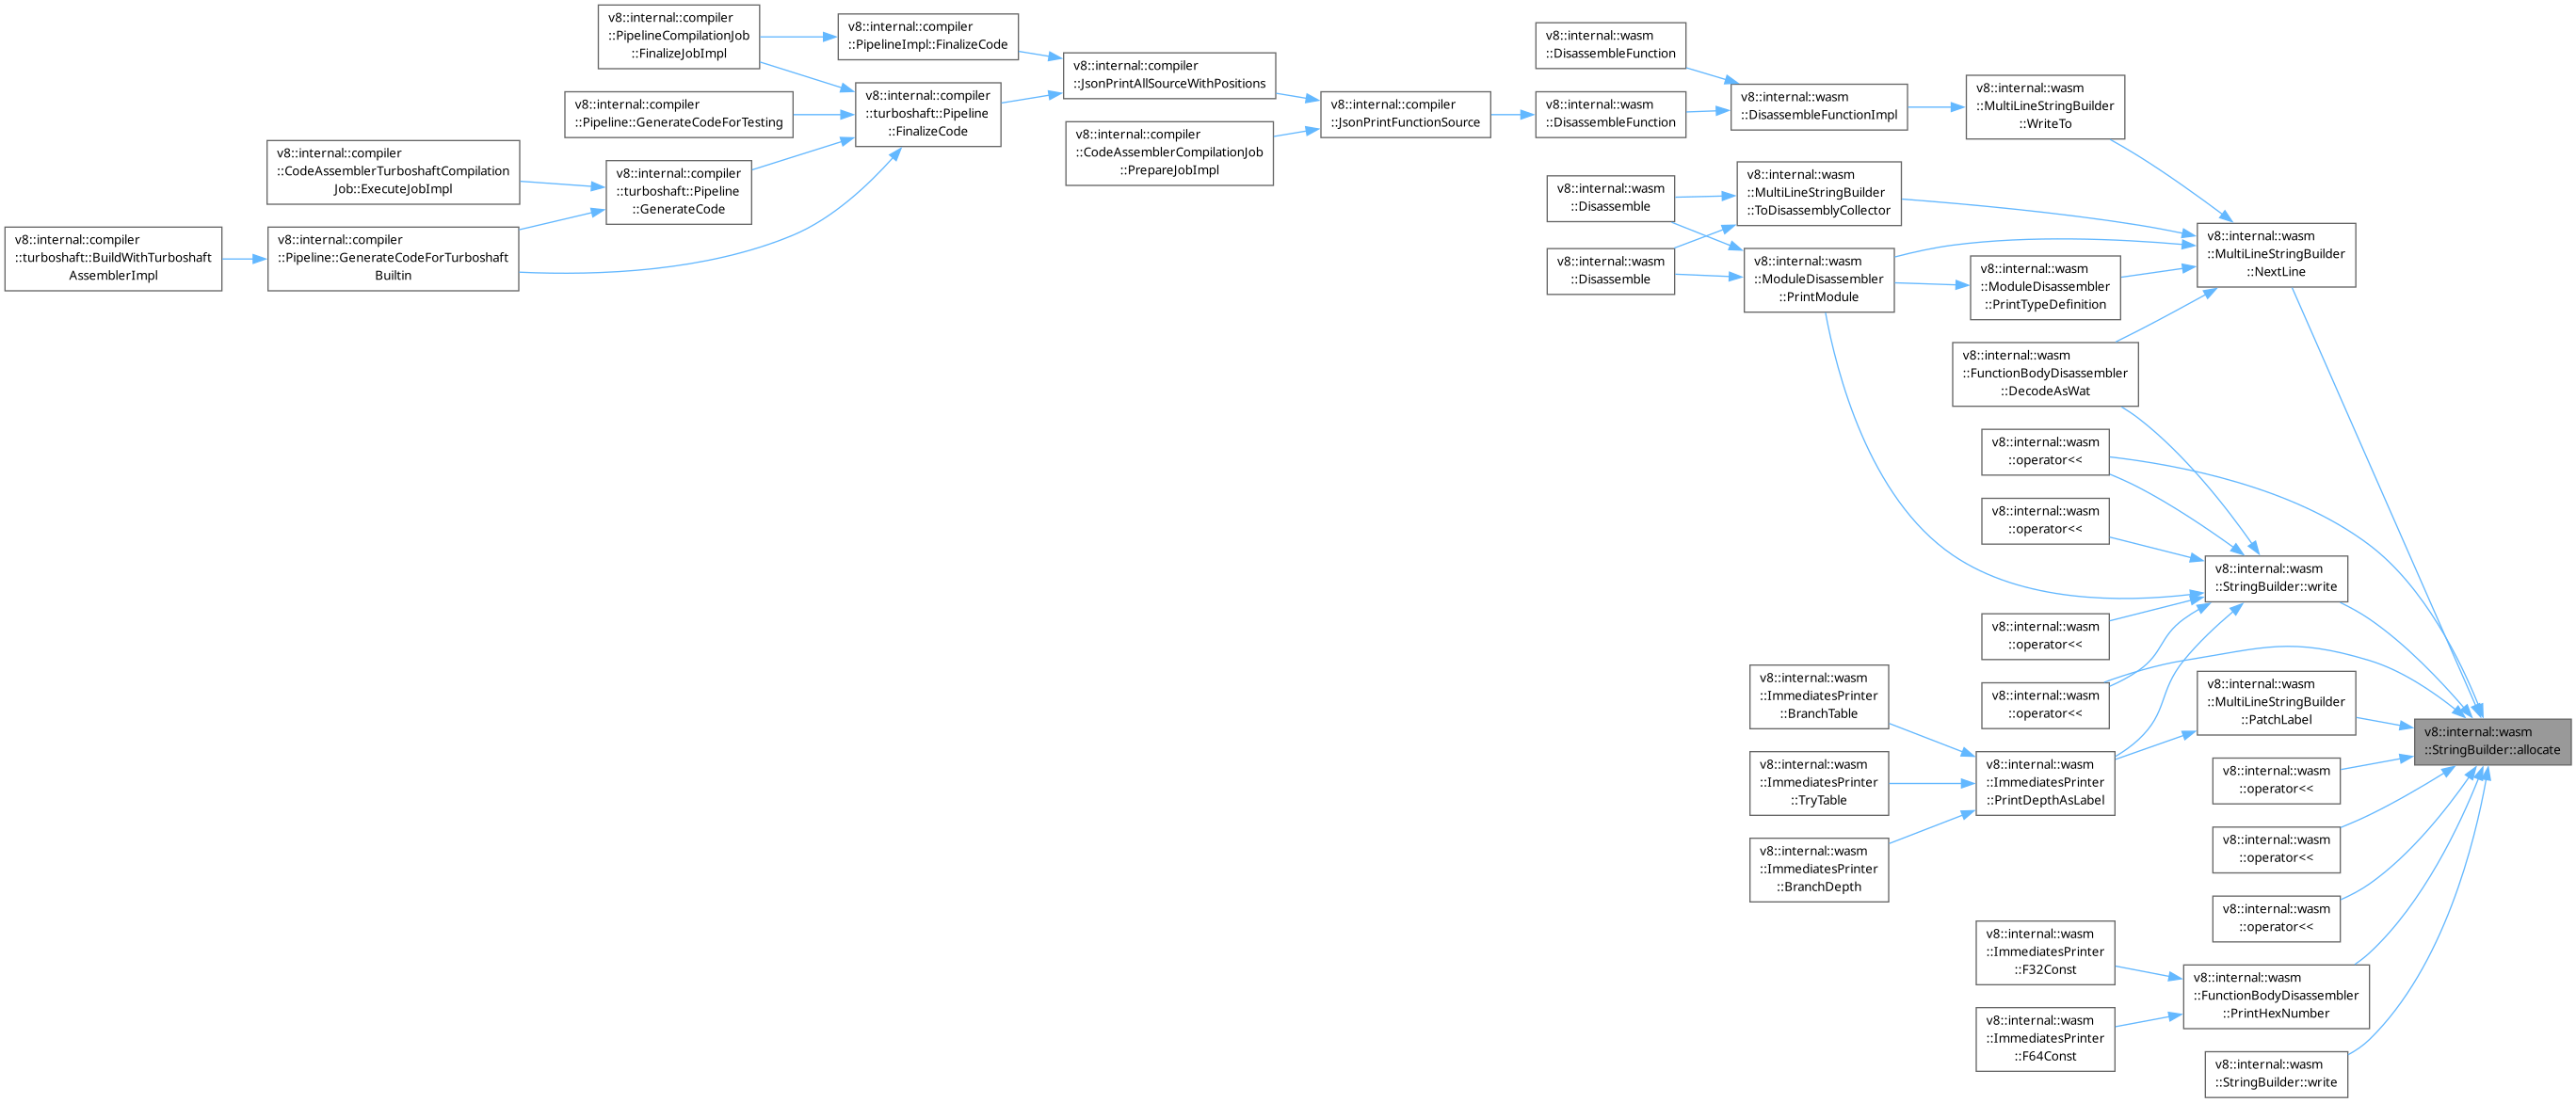 v8::internal::compiler
::PipelineCompilationJob
::FinalizeJobImpl
v8::internal::compiler
::PipelineImpl::FinalizeCode
v8::internal::compiler
::JsonPrintAllSourceWithPositions
v8::internal::compiler
::turboshaft::Pipeline
::FinalizeCode
v8::internal::compiler
::Pipeline::GenerateCodeForTesting
v8::internal::compiler
::JsonPrintFunctionSource
v8::internal::compiler
::CodeAssemblerCompilationJob
::PrepareJobImpl
v8::internal::compiler
::CodeAssemblerTurboshaftCompilation
Job::ExecuteJobImpl
v8::internal::compiler
::turboshaft::Pipeline
::GenerateCode
v8::internal::compiler
::turboshaft::BuildWithTurboshaft
AssemblerImpl
v8::internal::compiler
::Pipeline::GenerateCodeForTurboshaft
Builtin
v8::internal::wasm
::DisassembleFunction
v8::internal::wasm
::DisassembleFunction
v8::internal::wasm
::DisassembleFunctionImpl
v8::internal::wasm
::MultiLineStringBuilder
::WriteTo
v8::internal::wasm
::Disassemble
v8::internal::wasm
::MultiLineStringBuilder
::ToDisassemblyCollector
v8::internal::wasm
::Disassemble
v8::internal::wasm
::ModuleDisassembler
::PrintModule
v8::internal::wasm
::ModuleDisassembler
::PrintTypeDefinition
v8::internal::wasm
::MultiLineStringBuilder
::NextLine
v8::internal::wasm
::FunctionBodyDisassembler
::DecodeAsWat
v8::internal::wasm
::operator<<
v8::internal::wasm
::operator<<
v8::internal::wasm
::StringBuilder::write
v8::internal::wasm
::operator<<
v8::internal::wasm
::operator<<
v8::internal::wasm
::MultiLineStringBuilder
::PatchLabel
v8::internal::wasm
::StringBuilder::allocate
v8::internal::wasm
::ImmediatesPrinter
::BranchTable
v8::internal::wasm
::ImmediatesPrinter
::TryTable
v8::internal::wasm
::ImmediatesPrinter
::PrintDepthAsLabel
v8::internal::wasm
::operator<<
v8::internal::wasm
::operator<<
v8::internal::wasm
::ImmediatesPrinter
::BranchDepth
v8::internal::wasm
::operator<<
v8::internal::wasm
::ImmediatesPrinter
::F32Const
v8::internal::wasm
::FunctionBodyDisassembler
::PrintHexNumber
v8::internal::wasm
::ImmediatesPrinter
::F64Const
v8::internal::wasm
::StringBuilder::write